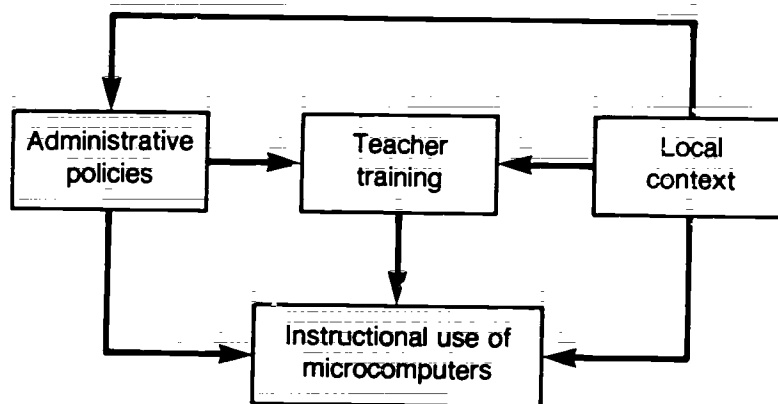 Administrative
policies
Teacher
training
Local
context
Instructional use of
microcomputers